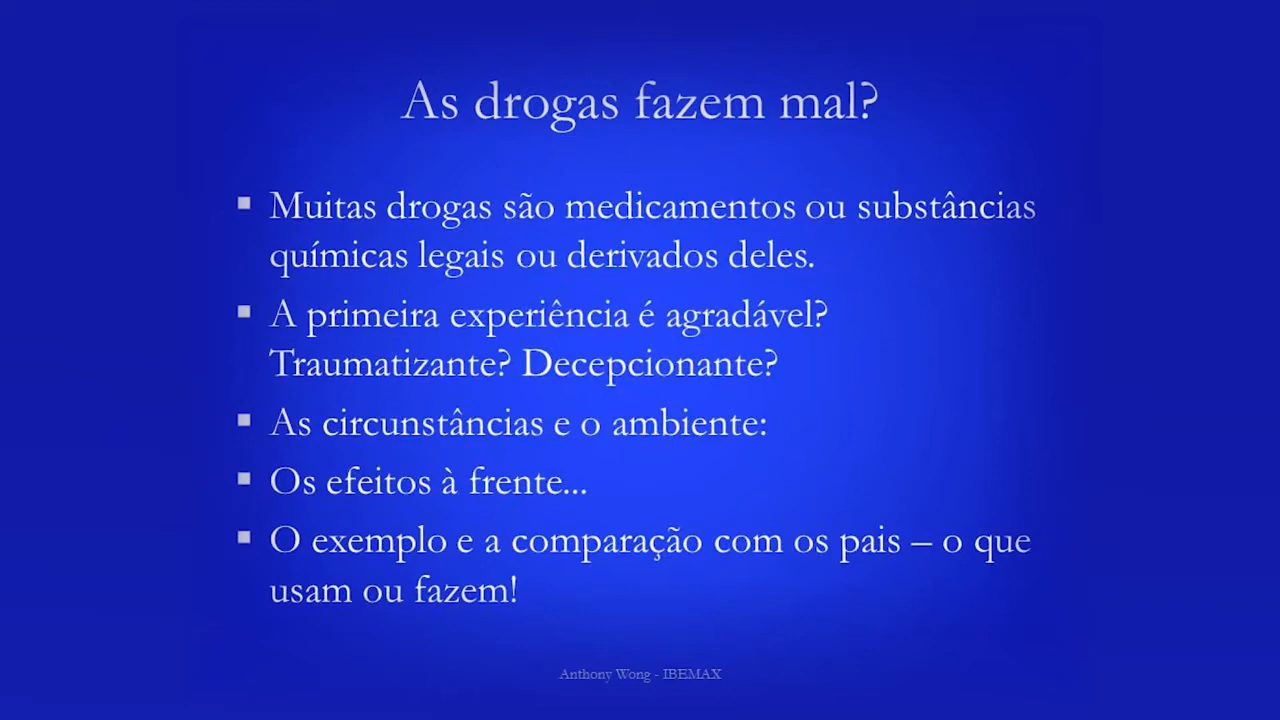 As drogas fazem mal?
▪ Muitas drogas são medicamentos ou substâncias
químicas legais ou derivados deles.
▪ A primeira experiência é agradável?
Traumatizante? Decepcionante?
▪ As circunstâncias e o ambiente:
▪ Os efeitos à frente...
▪ O exemplo e a comparação com os pais – o que
usam ou fazem!
Anthony Wong - IBEMAX